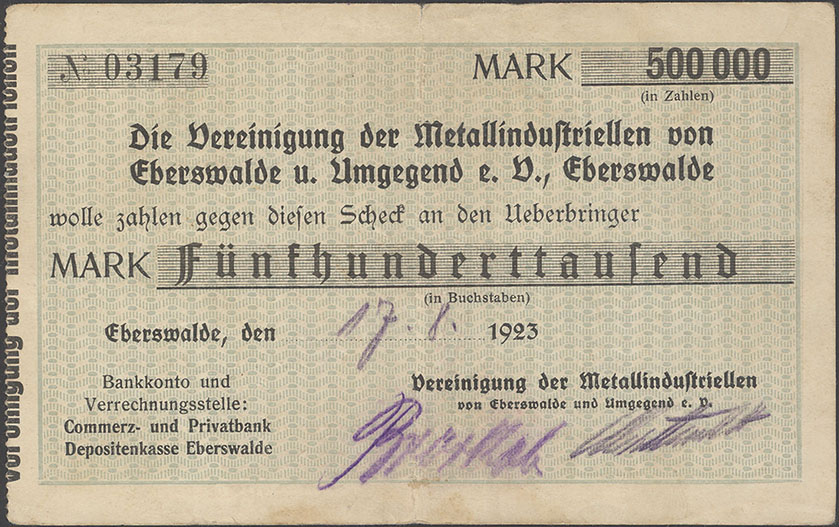 № 03179
MARK 500 000
(in Zahlen)
Die Vereinigung der Metallindustriellen von
Eberswalde u. Umgegend e. V., Eberswalde
wolle zahlen gegen diesen Scheck an den Ueberbringer
MARK Fünfhunderttausend
(in Buchstaben)
Eberswalde, den 17. 8. 1923
Bankkonto und
Verrechnungsstelle:
Commerz- und Privatbank
Depositenkasse Eberswalde
Vereinigung der Metallindustriellen
von Eberswalde und Umgegend e. V.